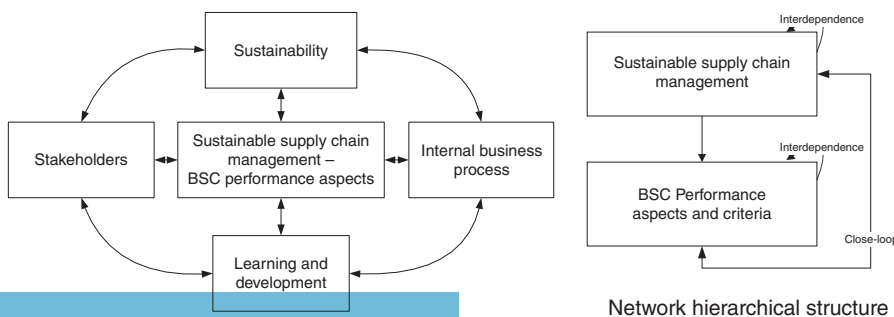 Sustainability
Stakeholders
Sustainable supply chain
management –
BSC performance aspects
Internal business
process
Learning and
development
Interdependence
Sustainable supply chain
management
Interdependence
BSC Performance
aspects and criteria
Close-loop
Network hierarchical structure